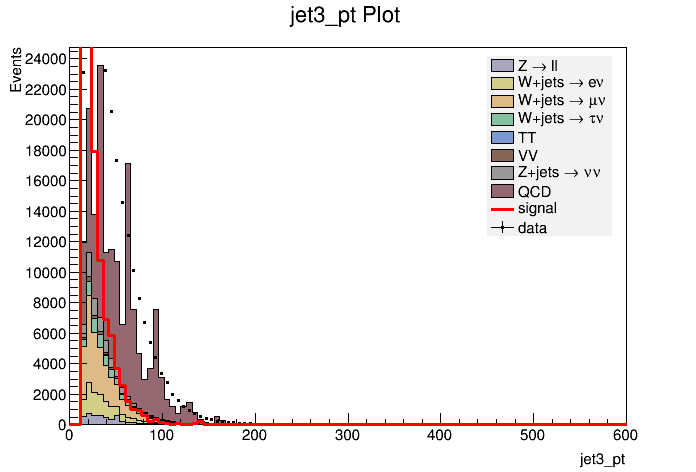 jet3_pt Plot
Events
24000
22000
20000
18000
16000
14000
12000
10000
8000
6000
4000
2000
0
0 100 200 300 400 500 600
jet3_pt
Z → ll
W+jets → eν
W+jets → μν
W+jets → τν
TT
VV
Z+jets → νν
QCD
signal
data